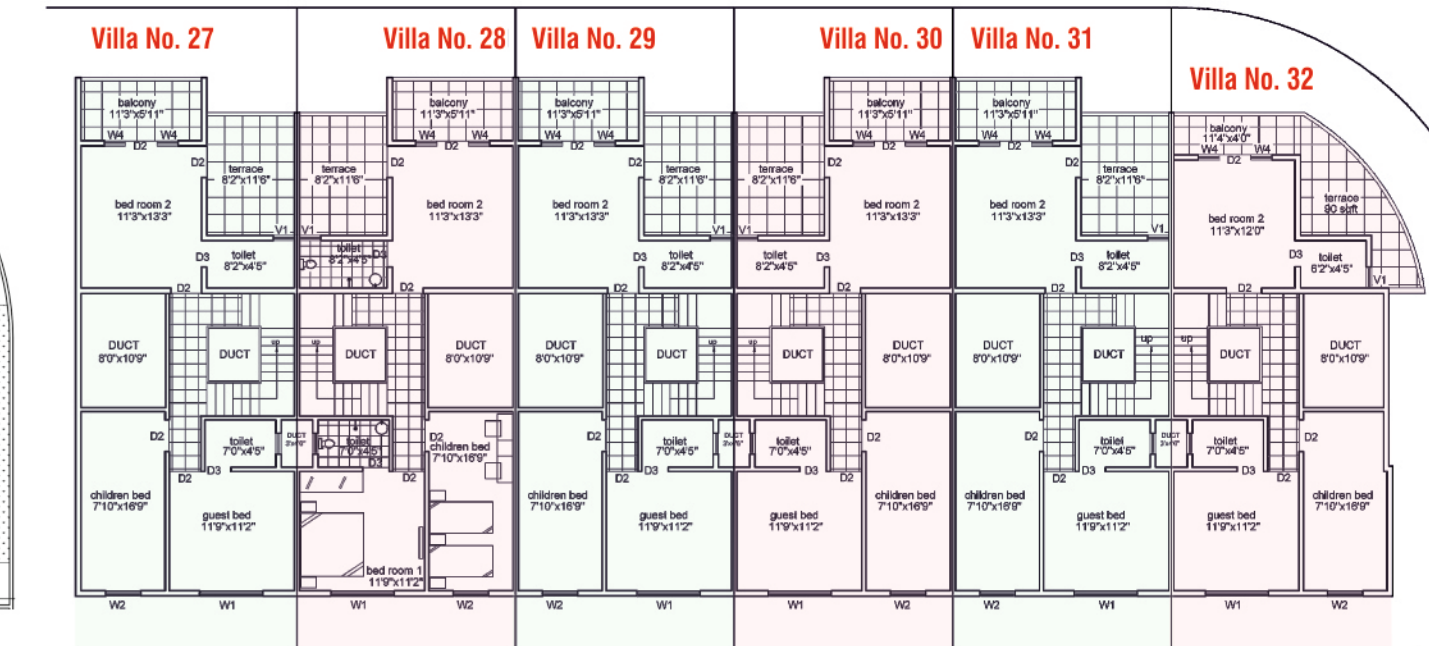 Villa No. 27
balcony
11'3"x5'11"
W4
W4
D2
D2
terrace
8'2"x11'6"
bed room 2
11'3"x13'3"
V1
D3
toilet
8'2"x4'5"
D2
DUCT
8'0"x10'9"
DUCT
up
D2
toilet
7'0"x4'5"
D3
D2
children bed
7'10"x16'9"
guest bed
11'9"x11'2"
W2
W1
DUCT
Villa No. 28
balcony
11'3"x5'11"
W4
W4
D2
D2
terrace
8'2"x11'6"
bed room 2
11'3"x13'3"
V1
toilet
8'2"x4'5"
D3
D2
up
DUCT
DUCT
8'0"x10'9"
toilet
7'0"x4'5"
D3
D2
D2
children bed
7'10"x16'9"
bed room 1
11'9"x11'2"
W1
W2
Villa No. 29
balcony
11'3"x5'11"
W4
W4
D2
D2
terrace
8'2"x11'6"
bed room 2
11'3"x13'3"
V1
D3
toilet
8'2"x4'5"
D2
DUCT
8'0"x10'9"
DUCT
up
D2
toilet
7'0"x4'5"
D3
D2
children bed
7'10"x16'9"
guest bed
11'9"x11'2"
W2
W1
DUCT
Villa No. 30
balcony
11'3"x5'11"
W4
W4
D2
D2
terrace
8'2"x11'6"
bed room 2
11'3"x13'3"
V1
toilet
8'2"x4'5"
D3
D2
up
DUCT
DUCT
8'0"x10'9"
toilet
7'0"x4'5"
D3
D2
D2
guest bed
11'9"x11'2"
children bed
7'10"x16'9"
W1
W2
Villa No. 31
balcony
11'3"x5'11"
W4
W4
D2
D2
terrace
8'2"x11'6"
bed room 2
11'3"x13'3"
V1
D3
toilet
8'2"x4'5"
D2
DUCT
8'0"x10'9"
DUCT
up
D2
toilet
7'0"x4'5"
D3
D2
children bed
7'10"x16'9"
guest bed
11'9"x11'2"
W2
W1
DUCT
Villa No. 32
balcony
11'4"x4'0"
W4
W4
D2
terrace
90 sqft
bed room 2
11'3"x12'0"
D3
toilet
6'2"x4'5"
V1
D2
up
DUCT
DUCT
8'0"x10'9"
toilet
7'0"x4'5"
D3
D2
D2
guest bed
11'9"x11'2"
children bed
7'10"x16'9"
W1
W2